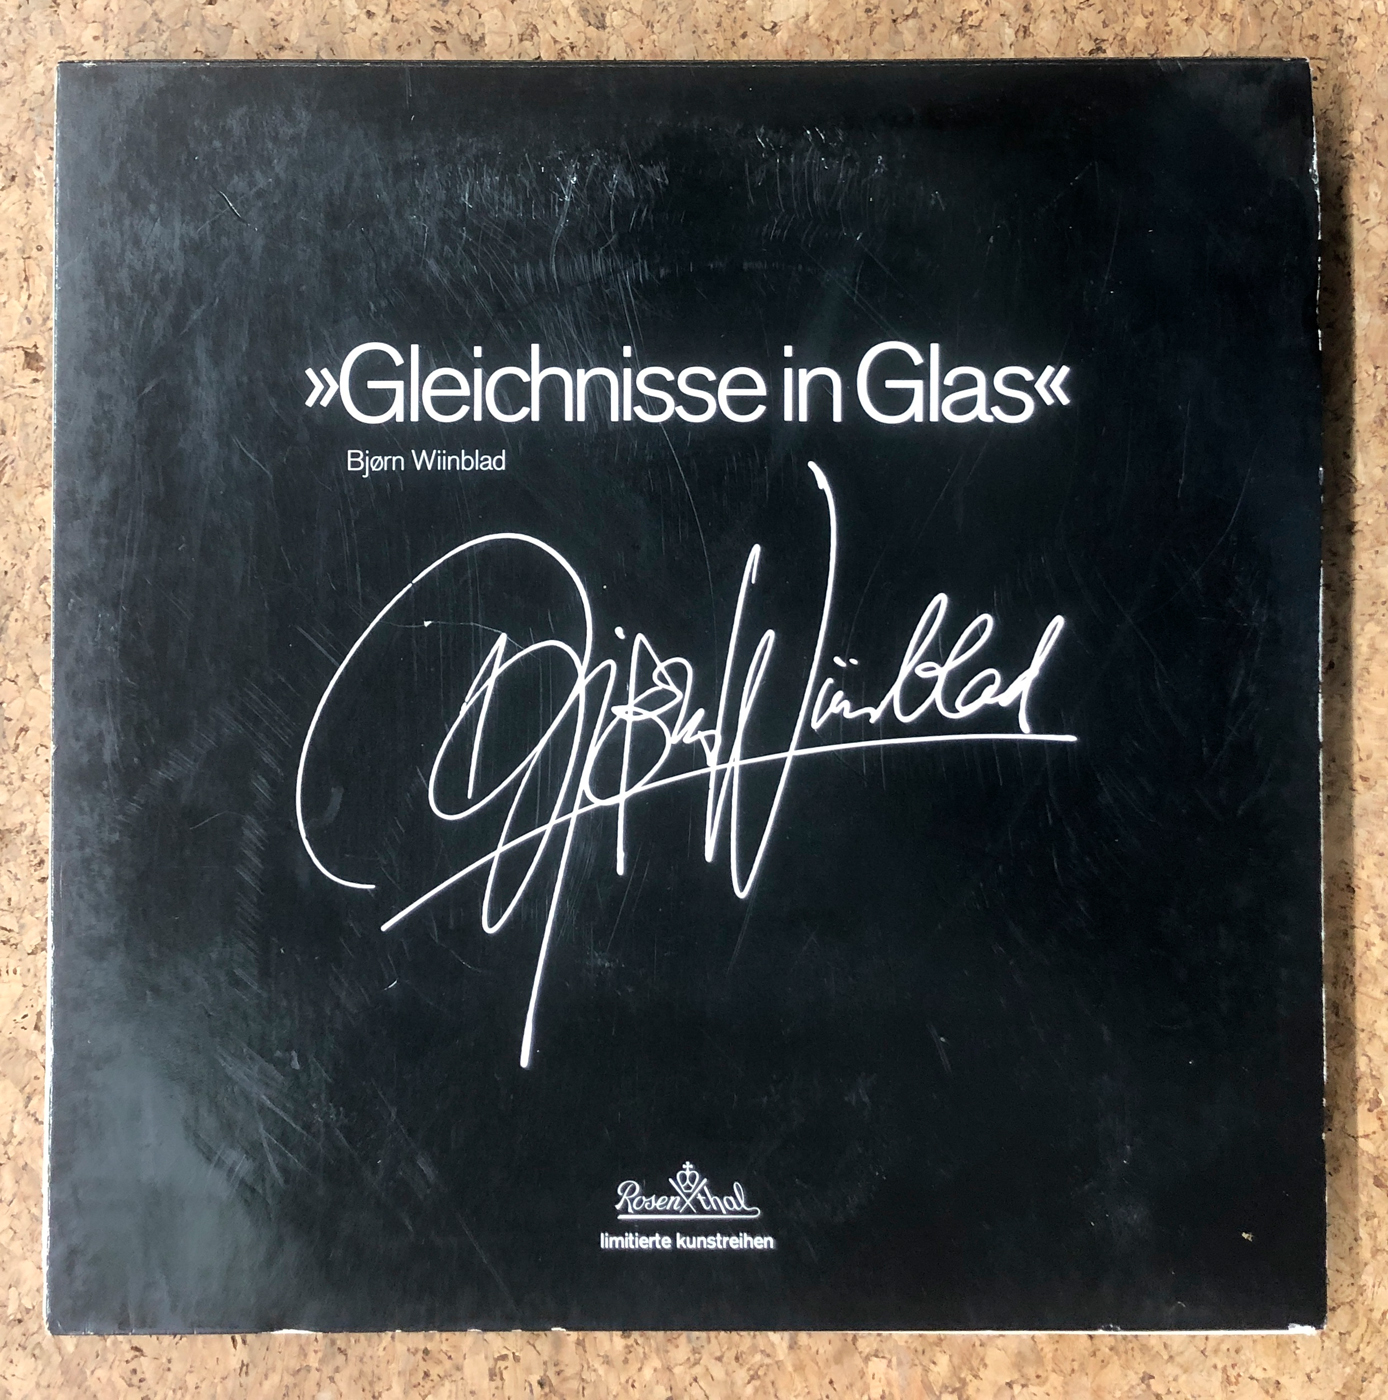 »Gleichnisse in Glas«
Bjørn Wiinblad
Bjørn Wiinblad
Rosenthal
limitierte kunstreihen